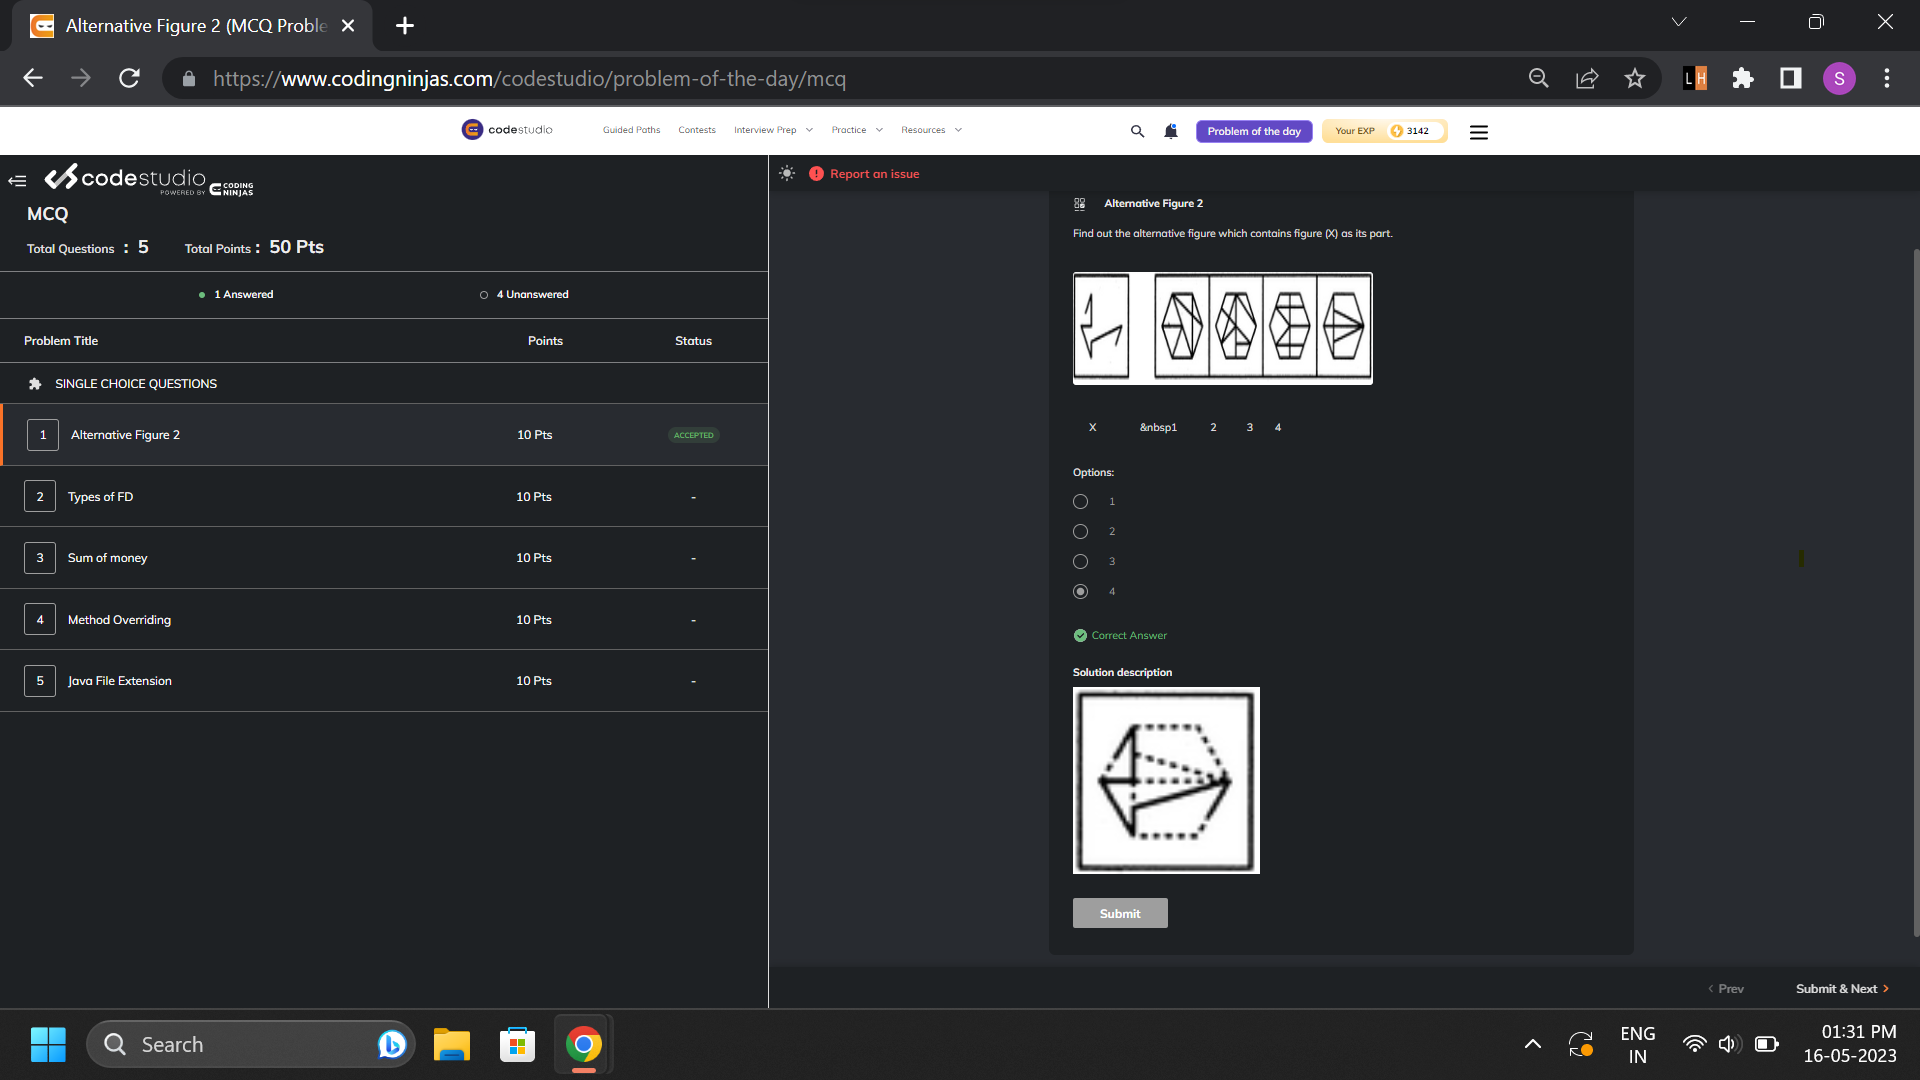 Alternative Figure 2 (MCQ Proble
https://www.codingninjas.com/codestudio/problem-of-the-day/mcq
L H
S
codestudio
Guided Paths
Contests
Interview Prep
Practice
Resources
Problem of the day
Your EXP
3142
codestudio
POWERED BY CODING NINJAS
MCQ
Total Questions : 5
Total Points : 50 Pts
1 Answered
4 Unanswered
Problem Title Points Status
SINGLE CHOICE QUESTIONS
1 Alternative Figure 2 10 Pts ACCEPTED
2 Types of FD 10 Pts -
3 Sum of money 10 Pts -
4 Method Overriding 10 Pts -
5 Java File Extension 10 Pts -
Report an issue
Alternative Figure 2
Find out the alternative figure which contains figure (X) as its part.
X &nbsp1 2 3 4
Options:
1
2
3
4
Correct Answer
Solution description
Submit
Prev
Submit & Next
Search
ENG
IN
01:31 PM
16-05-2023